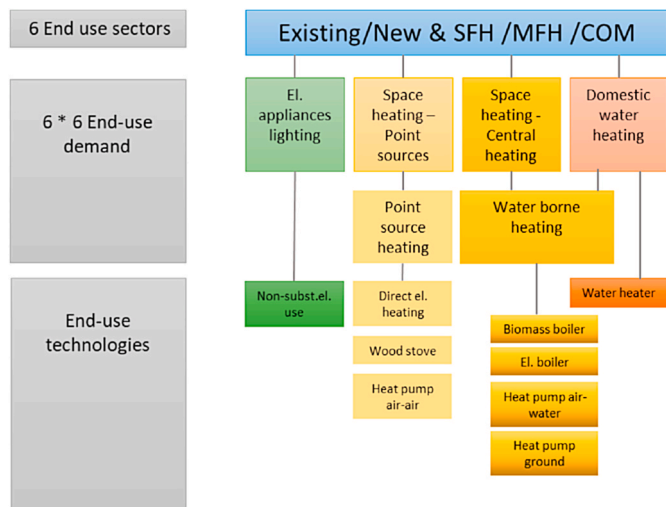 6 End use sectors
Existing/New & SFH /MFH /COM
6 * 6 End-use
demand
El.
appliances
lighting
Space
heating –
Point
sources
Space
heating -
Central
heating
Domestic
water
heating
Point
source
heating
Water borne
heating
End-use
technologies
Non-subst.el.
use
Direct el.
heating
Wood stove
Heat pump
air-air
Biomass boiler
El. boiler
Heat pump air-
water
Heat pump
ground
Water heater